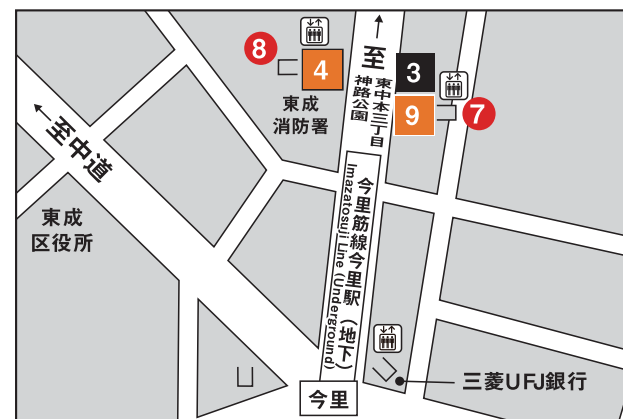 8
4
東成
消防署
至
東中本三丁目
神路公園
3
9
7
至中道
東成
区役所
今里筋線今里駅（地下）
Imazatosuji Line (Underground)
三菱UFJ銀行
今里